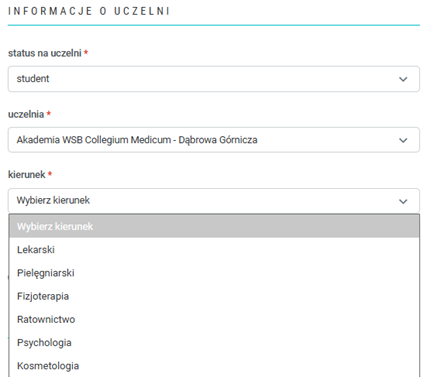 INFORMACJE O UCZELNI
status na uczelni *
student
uczelnia *
Akademia WSB Collegium Medicum - Dąbrowa Górnicza
kierunek *
Wybierz kierunek
Wybierz kierunek
Lekarski
Pielęgniarski
Fizjoterapia
Ratownictwo
Psychologia
Kosmetologia